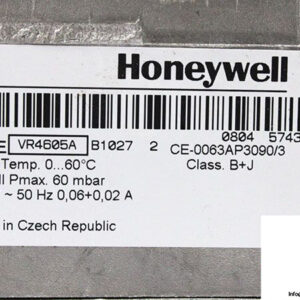 Honeywell
0804 5743
E VR4605A B1027 2 CE-0063AP3090/3
Temp. 0...60°C Class. B+J
Pmax. 60 mbar
~ 50 Hz 0,06+0,02 A
in Czech Republic